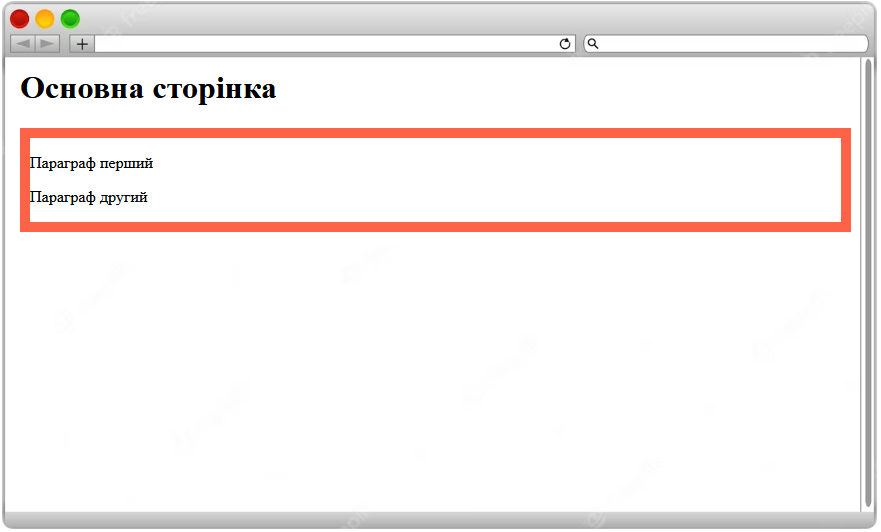 Основна сторінка
Параграф перший
Параграф другий